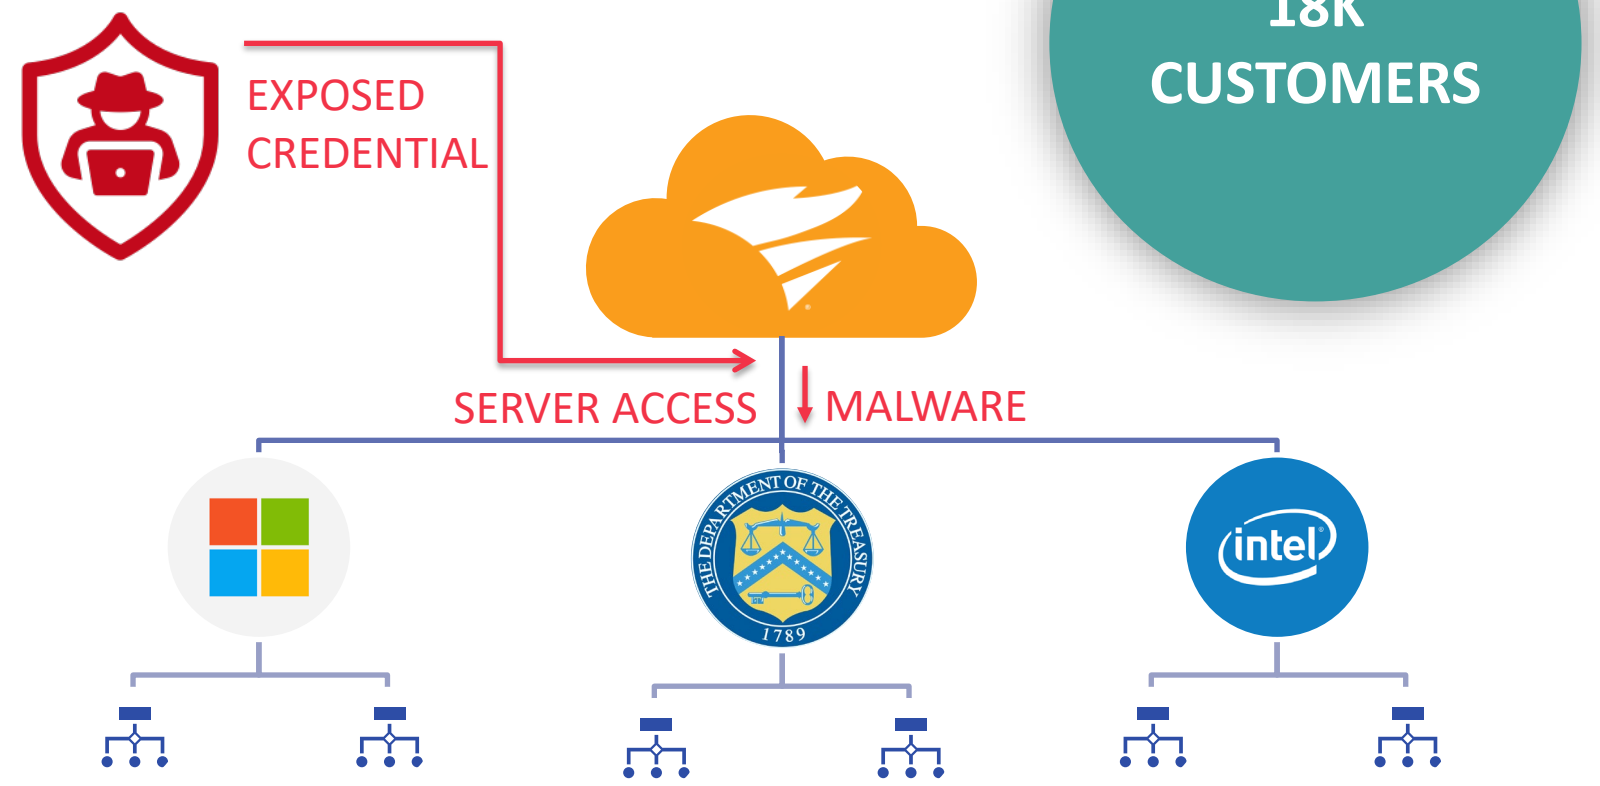 18K
CUSTOMERS
EXPOSED
CREDENTIAL
SERVER ACCESS
MALWARE
THE DEPARTMENT OF THE TREASURY
1789
intel